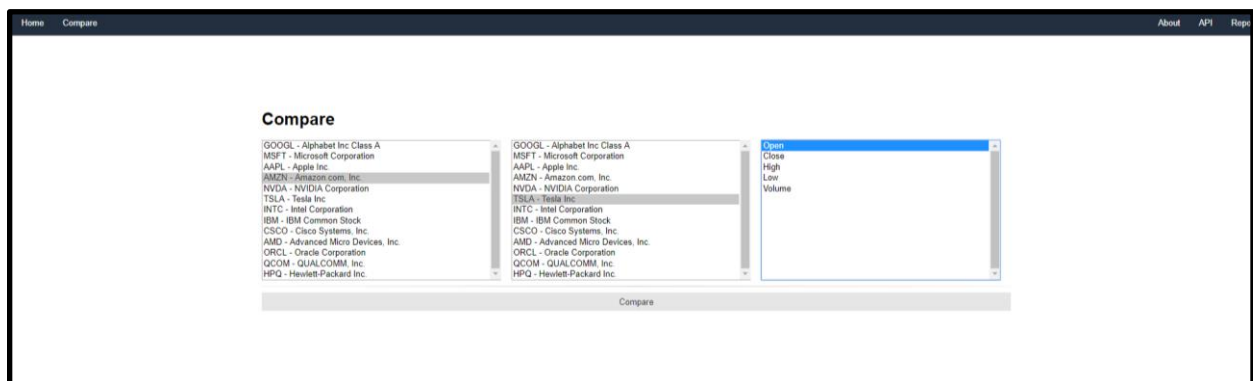 Home Compare About API Repo
Compare
GOOGL - Alphabet Inc Class A
MSFT - Microsoft Corporation
AAPL - Apple Inc.
AMZN - Amazon.com, Inc.
NVDA - NVIDIA Corporation
TSLA - Tesla Inc
INTC - Intel Corporation
IBM - IBM Common Stock
CSCO - Cisco Systems, Inc.
AMD - Advanced Micro Devices, Inc.
ORCL - Oracle Corporation
QCOM - QUALCOMM, Inc.
HPQ - Hewlett-Packard Inc.
GOOGL - Alphabet Inc Class A
MSFT - Microsoft Corporation
AAPL - Apple Inc.
AMZN - Amazon.com, Inc.
NVDA - NVIDIA Corporation
TSLA - Tesla Inc
INTC - Intel Corporation
IBM - IBM Common Stock
CSCO - Cisco Systems, Inc.
AMD - Advanced Micro Devices, Inc.
ORCL - Oracle Corporation
QCOM - QUALCOMM, Inc.
HPQ - Hewlett-Packard Inc.
Open
Close
High
Low
Volume
Compare